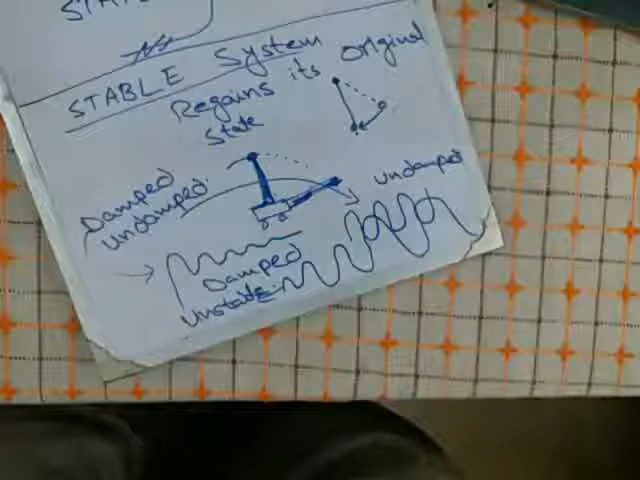 STABLE System
Regains its original
State
Damped
undamped.
undamped
Damped
Unstable